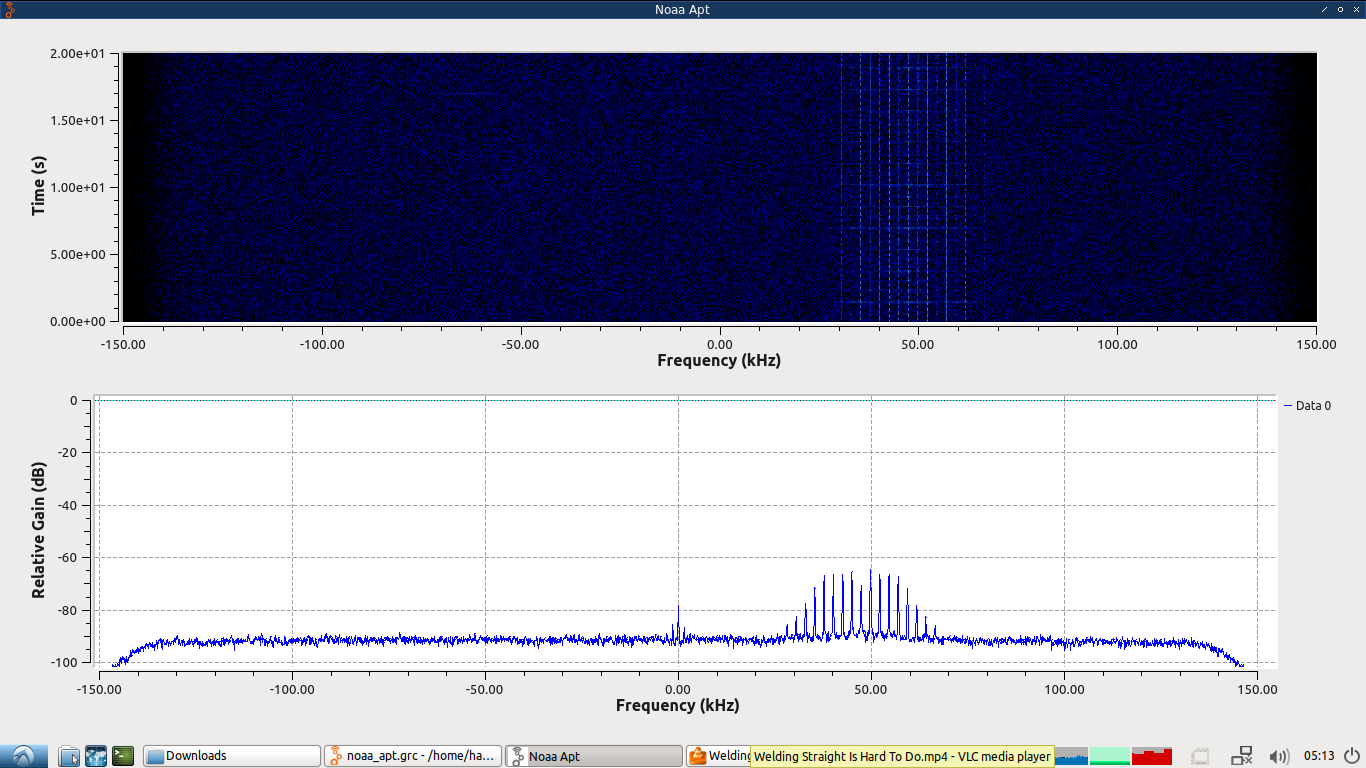 Noaa Apt
2.00e+01
1.50e+01
1.00e+01
5.00e+00
0.00e+00
Time (s)
-150.00 -100.00 -50.00 0.00 50.00 100.00 150.00
Frequency (kHz)
0
-20
-40
-60
-80
-100
Relative Gain (dB)
Data 0
-150.00 -100.00 -50.00 0.00 50.00 100.00 150.00
Frequency (kHz)
Downloads noaa_apt.grc - /home/ha... Noaa Apt Welding Welding Straight Is Hard To Do.mp4 - VLC media player 05:13